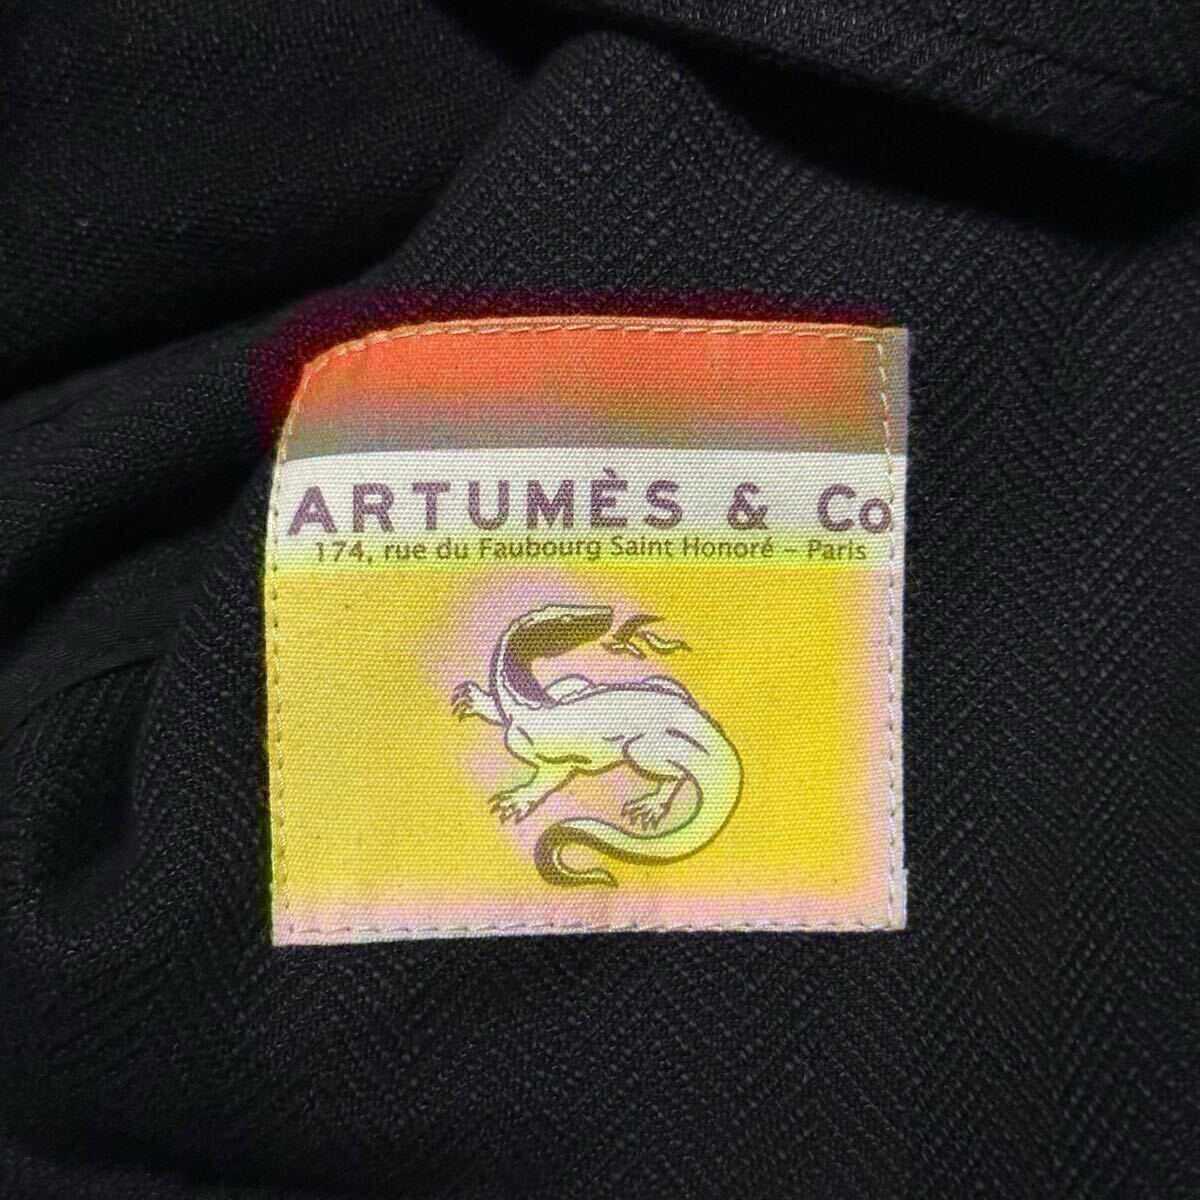 ARTUMÈS & Co
174, rue du Faubourg Saint Honoré – Paris